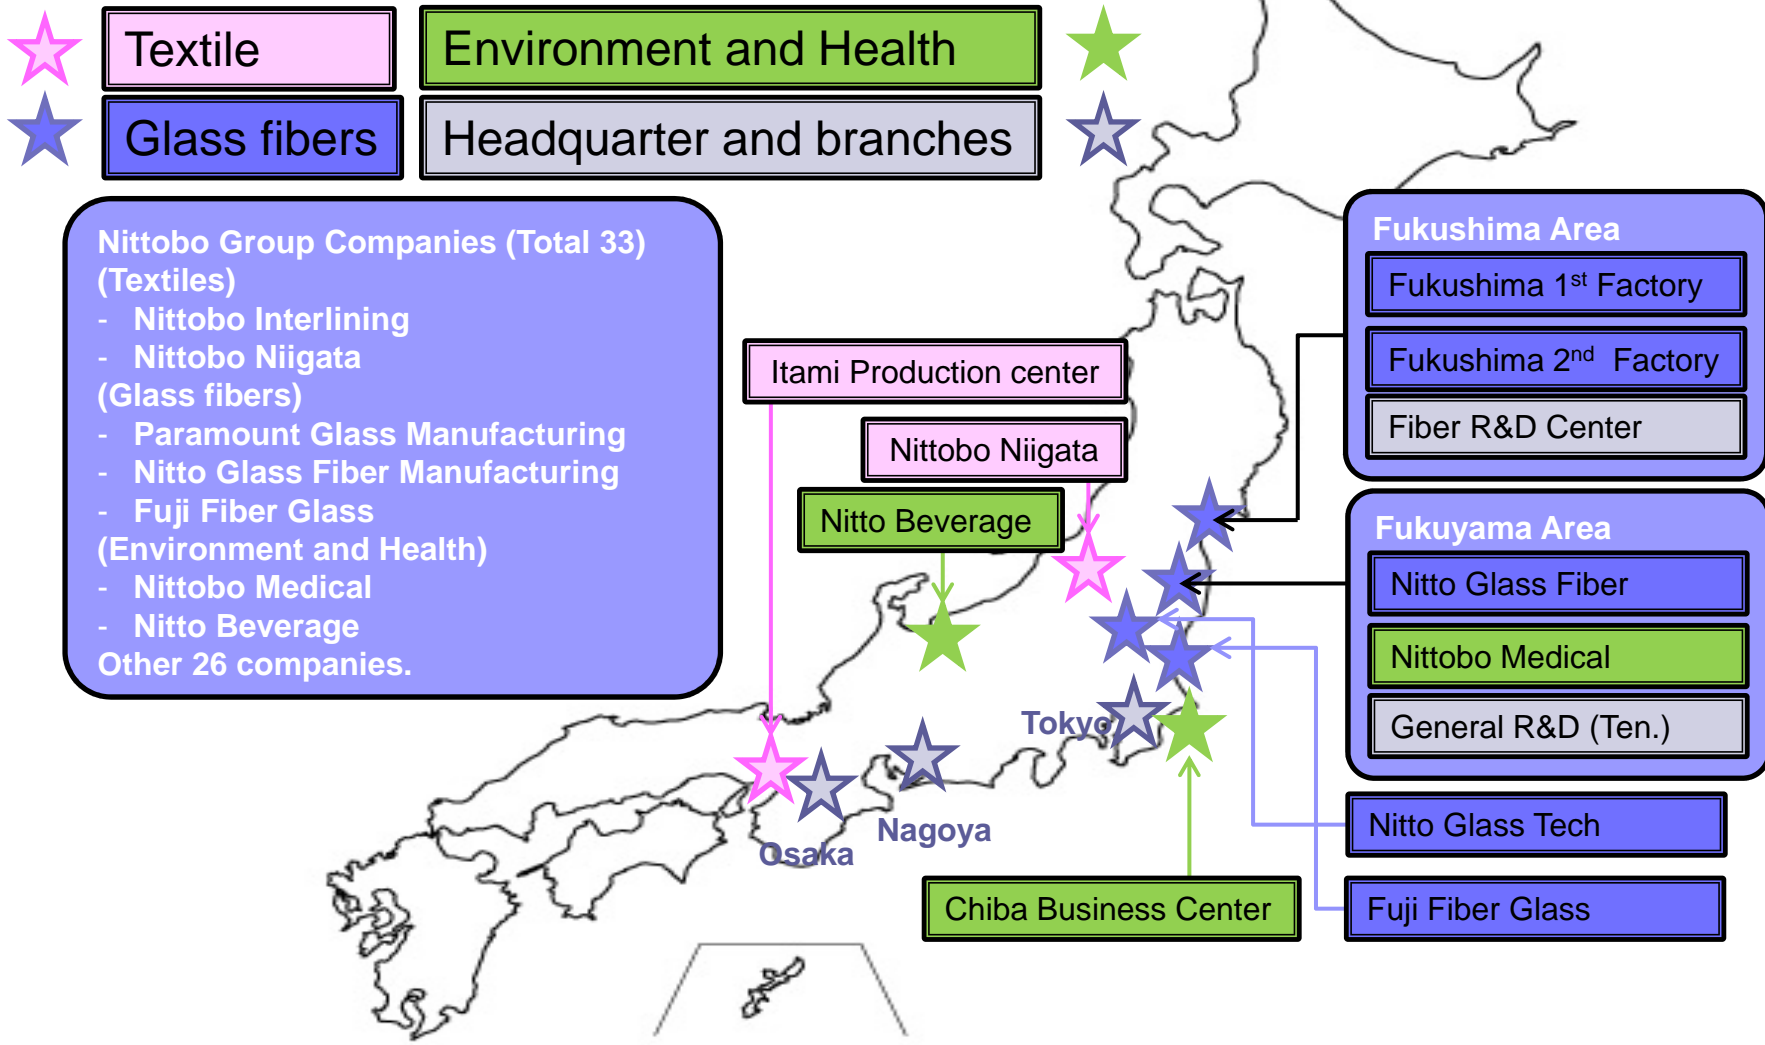 Textile
Environment and Health
Glass fibers
Headquarter and branches
Nittobo Group Companies (Total 33)
(Textiles)
- Nittobo Interlining
- Nittobo Niigata
(Glass fibers)
- Paramount Glass Manufacturing
- Nitto Glass Fiber Manufacturing
- Fuji Fiber Glass
(Environment and Health)
- Nittobo Medical
- Nitto Beverage
Other 26 companies.
Itami Production center
Nittobo Niigata
Nitto Beverage
Fukushima Area
Fukushima 1st Factory
Fukushima 2nd Factory
Fiber R&D Center
Fukuyama Area
Nitto Glass Fiber
Nittobo Medical
General R&D (Ten.)
Tokyo
Nagoya
Osaka
Nitto Glass Tech
Chiba Business Center
Fuji Fiber Glass